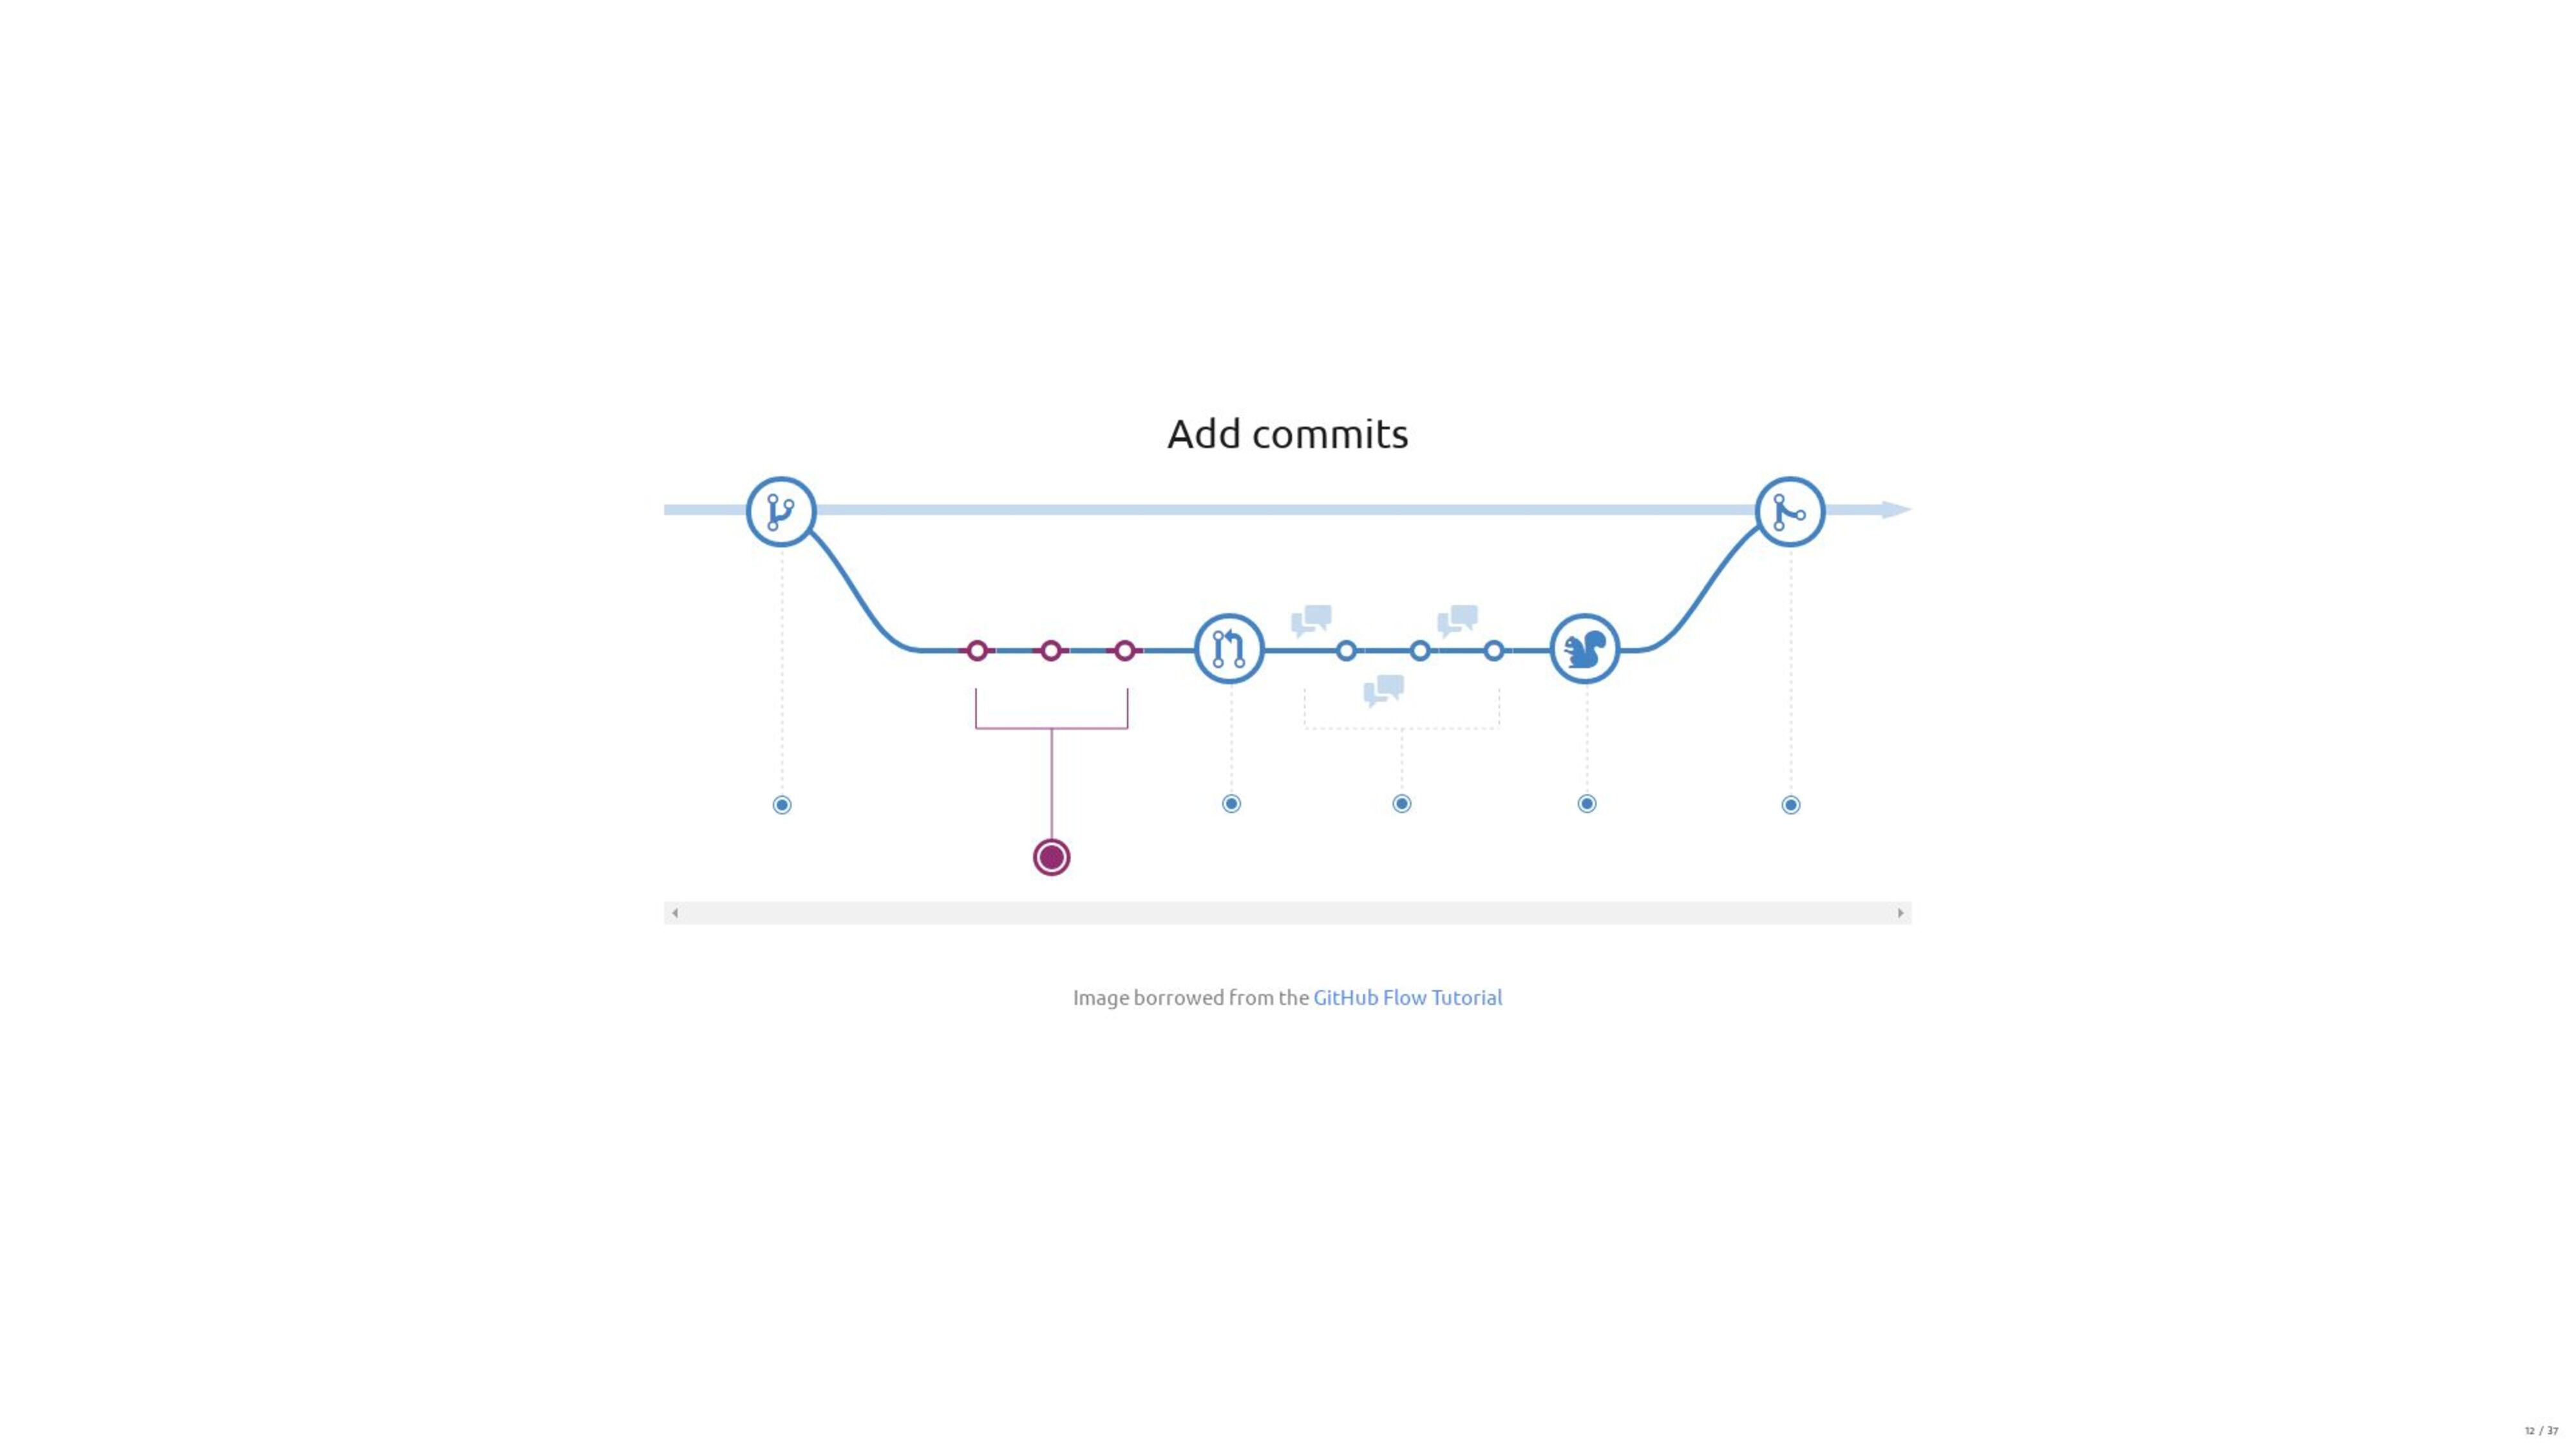 Add commits
Image borrowed from the GitHub Flow Tutorial
12 / 37